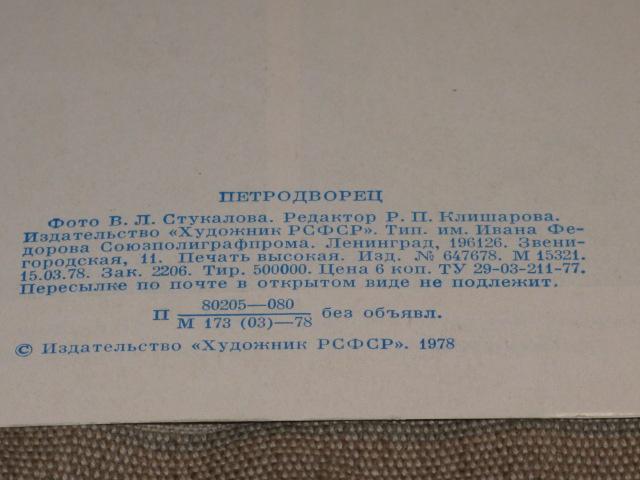 ПЕТРОДВОРЕЦ
Фото В. Л. Стукалова. Редактор Р. П. Клишарова.
Издательство «Художник РСФСР». Тип. им. Ивана Фе-
дорова Союзполиграфпрома. Ленинград, 196126. Звени-
городская, 11. Печать высокая. Изд. № 647678. М 15321.
15.03.78. Зак. 2206. Тир. 500000. Цена 6 коп. ТУ 29-03-211-77.
Пересылке по почте в открытом виде не подлежит.
80205—080
П без объявл.
М 173 (03)—78
© Издательство «Художник РСФСР». 1978